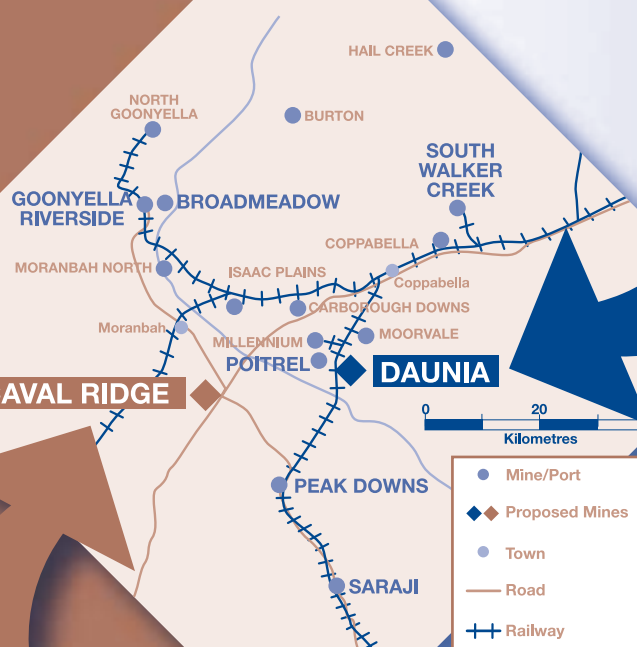 HAIL CREEK
NORTH
GOONYELLA
BURTON
SOUTH
WALKER
CREEK
GOONYELLA
RIVERSIDE
BROADMEADOW
COPPABELLA
MORANBAH NORTH
ISAAC PLAINS
Coppabella
CARBOROUGH DOWNS
Moranbah
MILLENNIUM
MOORVALE
POITREL
DAUNIA
AVAL RIDGE
0 20
Kilometres
PEAK DOWNS
Mine/Port
Proposed Mines
Town
SARAJI
Road
Railway